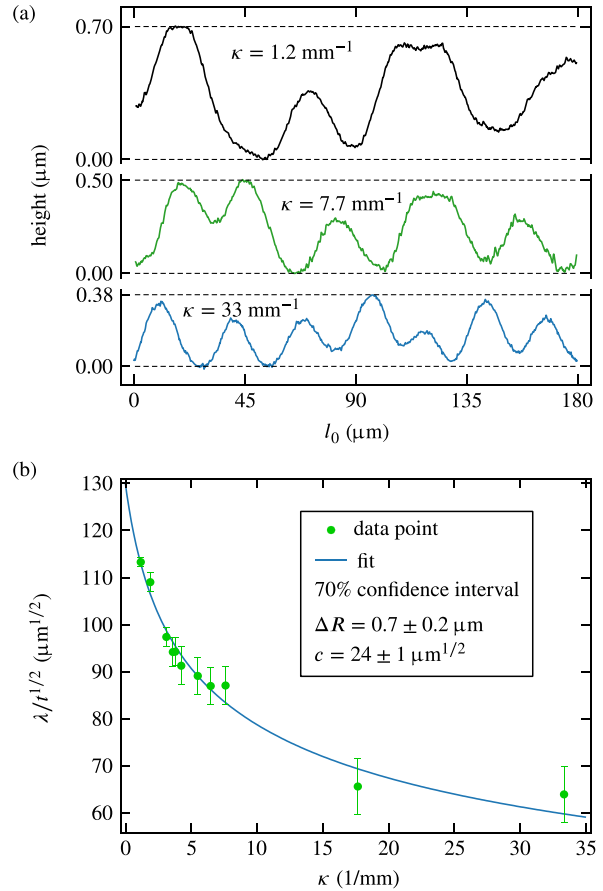 (a)
0.70
κ = 1.2 mm⁻¹
0.00
0.50
κ = 7.7 mm⁻¹
0.00
0.38
κ = 33 mm⁻¹
0.00
height (μm)
0 45 90 135 180
l₀ (μm)
(b)
130
120
110
100
90
80
70
60
λ/t^{1/2} (μm^{1/2})
data point
fit
70% confidence interval
ΔR = 0.7 ± 0.2 μm
c = 24 ± 1 μm^{1/2}
0 5 10 15 20 25 30 35
κ (1/mm)